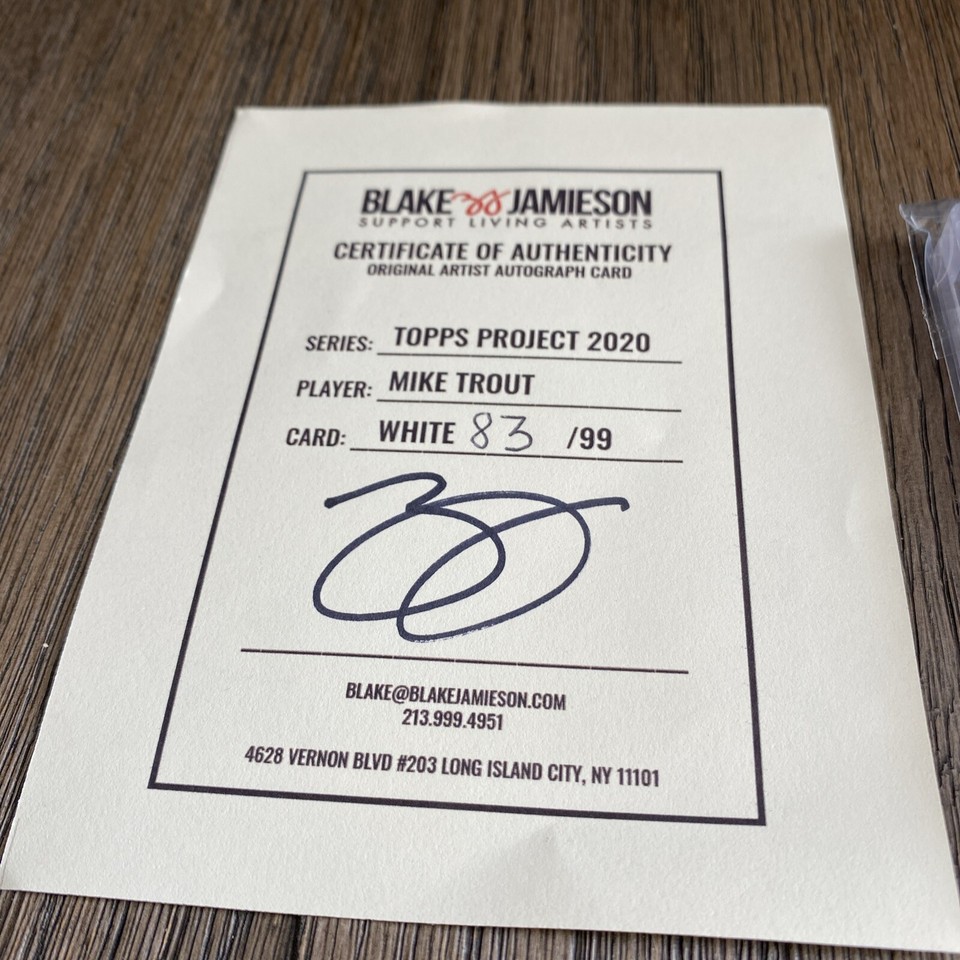 BLAKE JAMIESON
SUPPORT LIVING ARTISTS
CERTIFICATE OF AUTHENTICITY
ORIGINAL ARTIST AUTOGRAPH CARD
SERIES: TOPPS PROJECT 2020
PLAYER: MIKE TROUT
CARD: WHITE 83 /99
BLAKE@BLAKEJAMIESON.COM
213.999.4951
4628 VERNON BLVD #203 LONG ISLAND CITY, NY 11101